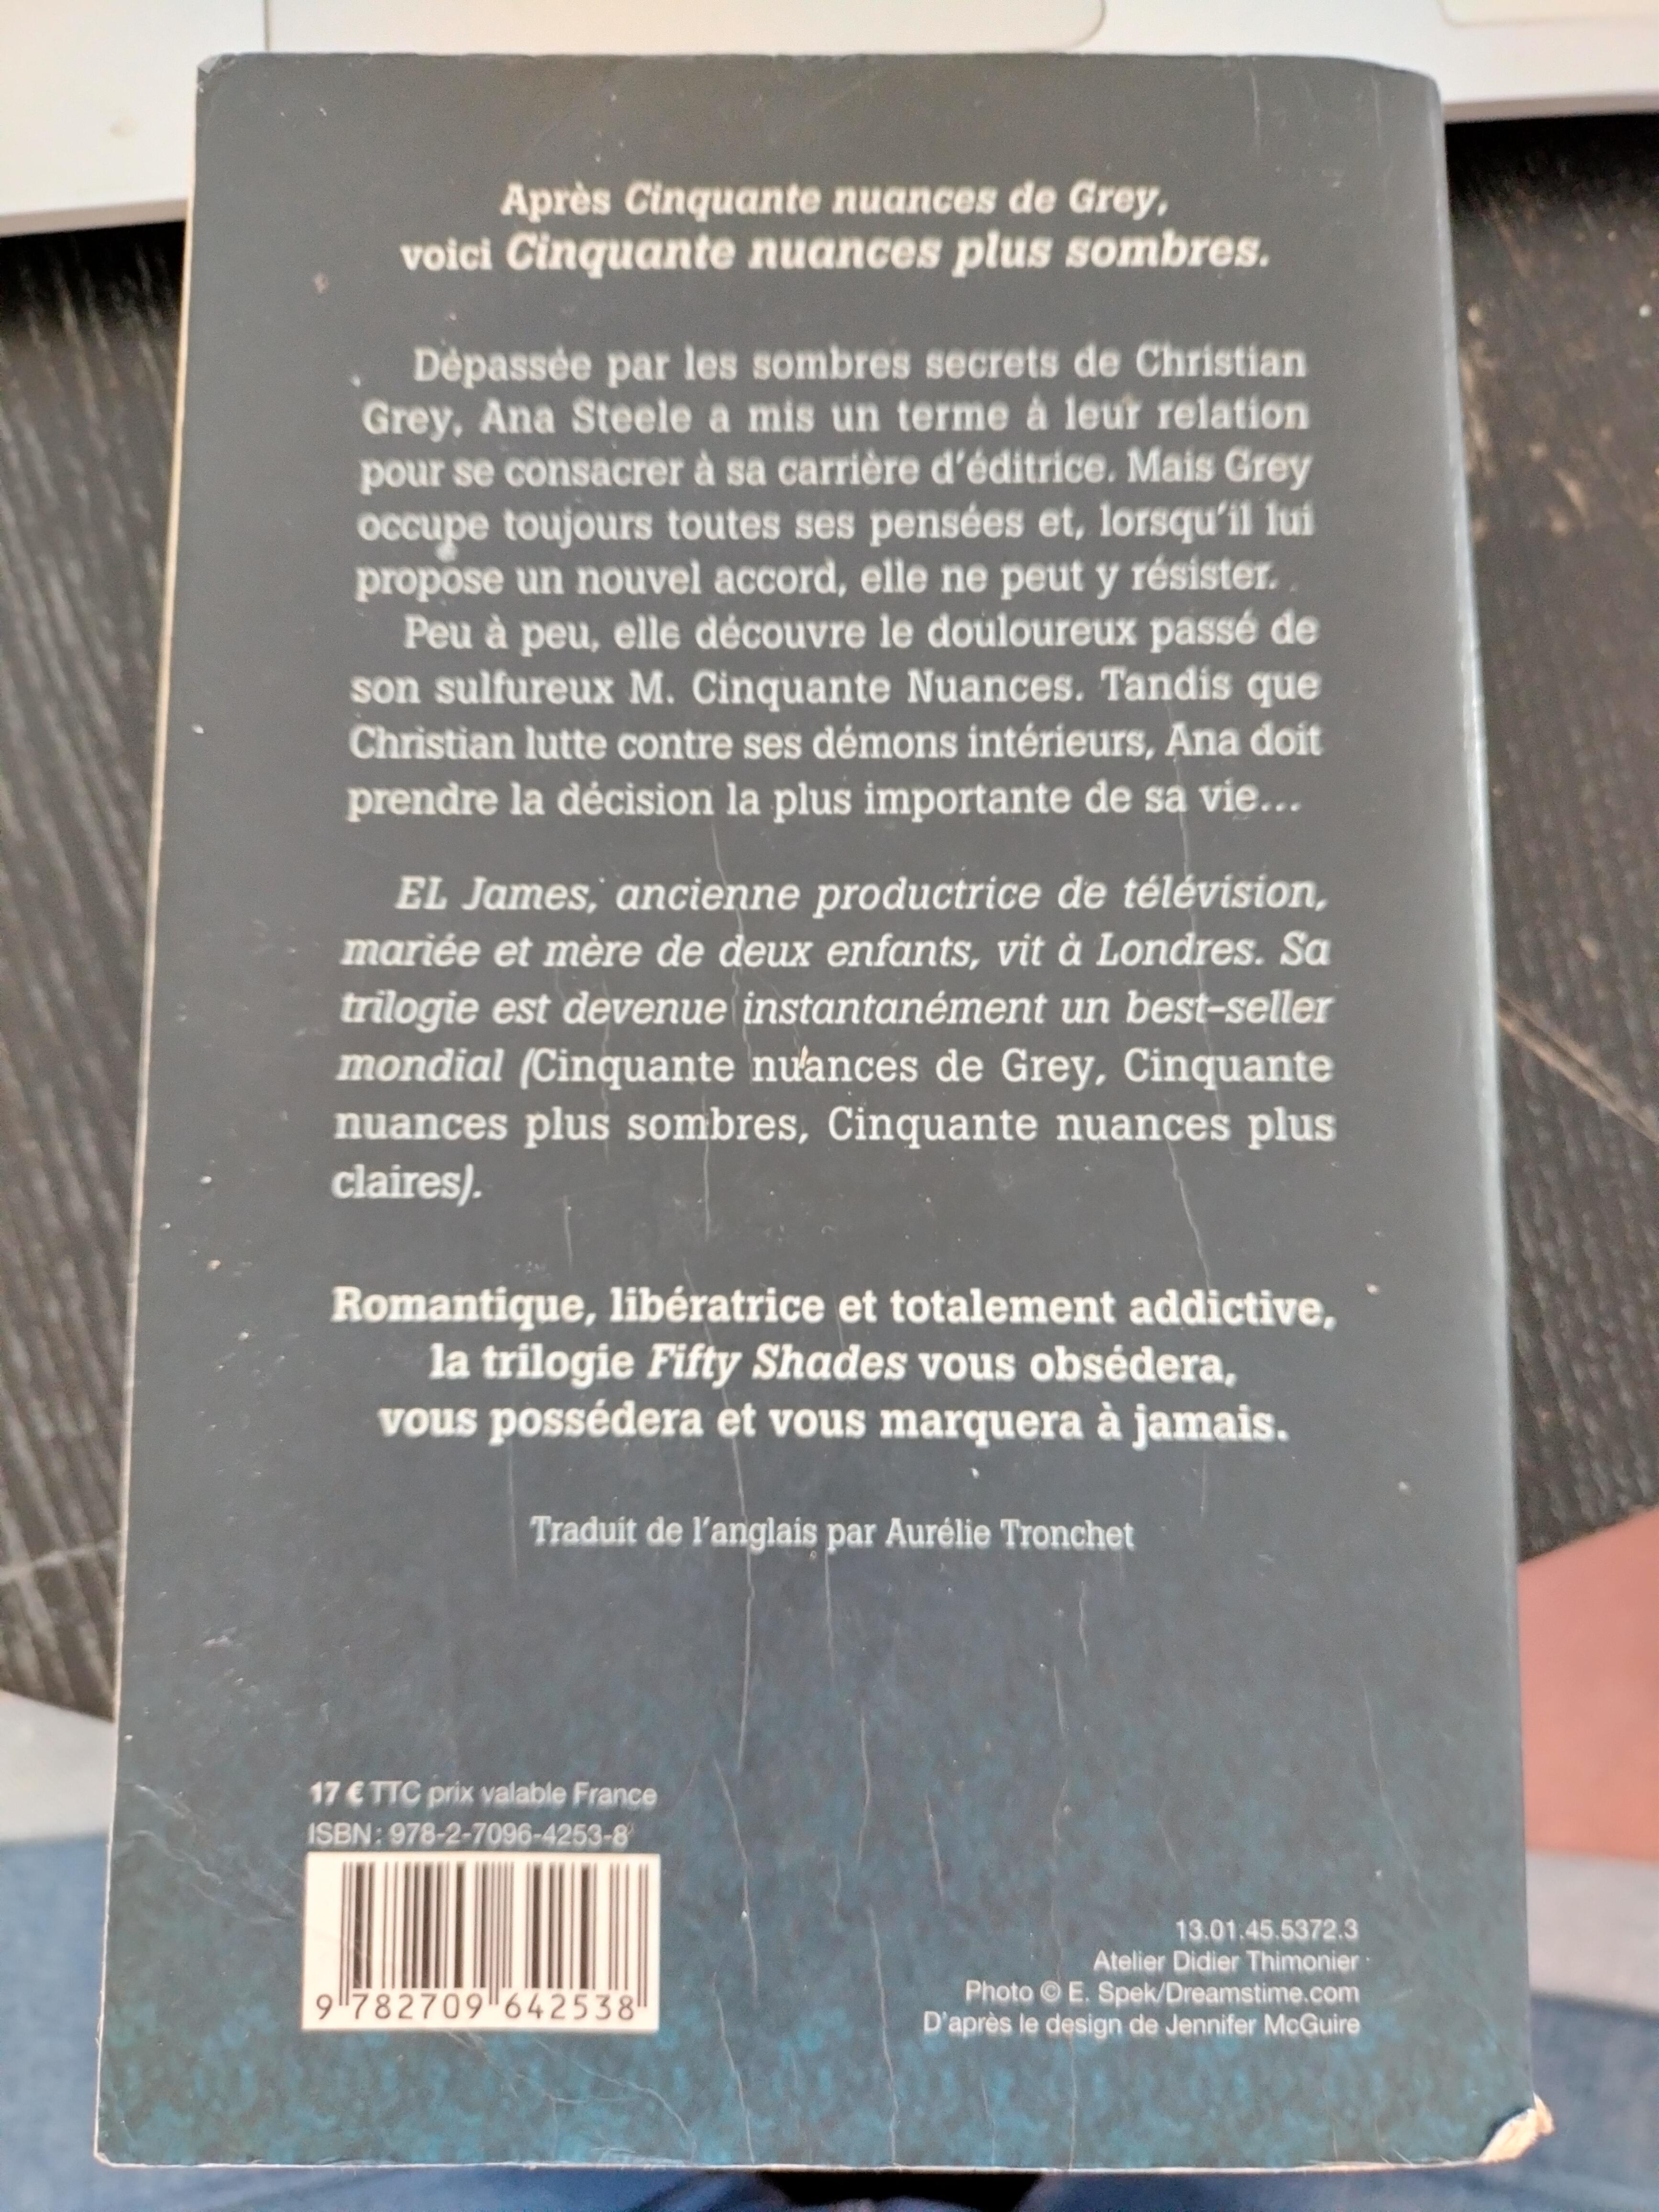 Après Cinquante nuances de Grey,
voici Cinquante nuances plus sombres.
Dépassée par les sombres secrets de Christian
Grey, Ana Steele a mis un terme à leur relation
pour se consacrer à sa carrière d'éditrice. Mais Grey
occupe toujours toutes ses pensées et, lorsqu'il lui
propose un nouvel accord, elle ne peut y résister.
Peu à peu, elle découvre le douloureux passé de
son sulfureux M. Cinquante Nuances. Tandis que
Christian lutte contre ses démons intérieurs, Ana doit
prendre la décision la plus importante de sa vie...
EL James, ancienne productrice de télévision,
mariée et mère de deux enfants, vit à Londres. Sa
trilogie est devenue instantanément un best-seller
mondial (Cinquante nuances de Grey, Cinquante
nuances plus sombres, Cinquante nuances plus
claires).
Romantique, libératrice et totalement addictive,
la trilogie Fifty Shades vous obsédera,
vous possédera et vous marquera à jamais.
Traduit de l'anglais par Aurélie Tronchet
17 € TTC prix valable France
ISBN : 978-2-7096-4253-8
9 782709 642538
13.01.45.5372.3
Atelier Didier Thimonier
Photo © E. Spek/Dreamstime.com
D'après le design de Jennifer McGuire